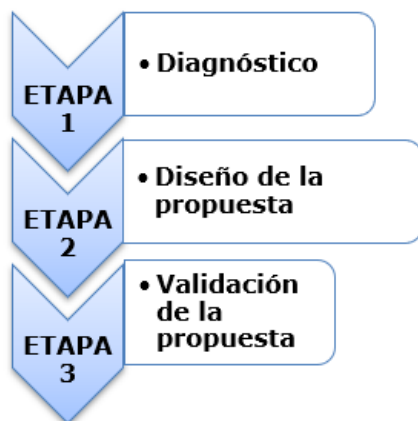 ETAPA
1
• Diagnóstico
ETAPA
2
• Diseño de la
propuesta
ETAPA
3
• Validación
de la
propuesta